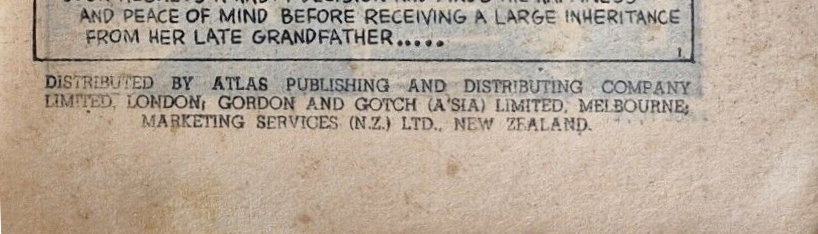 AND PEACE OF MIND BEFORE RECEIVING A LARGE INHERITANCE
FROM HER LATE GRANDFATHER.....
1.
DISTRIBUTED BY ATLAS PUBLISHING AND DISTRIBUTING COMPANY
LIMITED, LONDON; GORDON AND GOTCH (A'SIA) LIMITED, MELBOURNE;
MARKETING SERVICES (N.Z.) LTD., NEW ZEALAND.